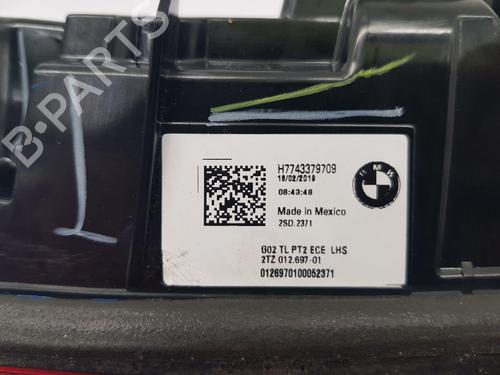 B-PARTS
H7743379709
18/02/2019
08:43:48
BMW
Made in Mexico
2SD.2371
G02 TL PT2 ECE LHS
2TZ 012.697-01
0126970100052371